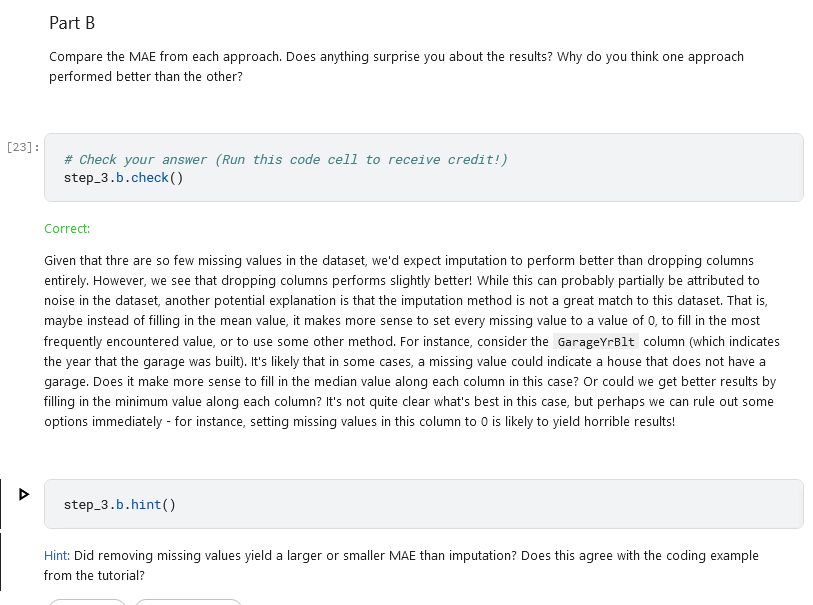 Part B
Compare the MAE from each approach. Does anything surprise you about the results? Why do you think one approach
performed better than the other?
[23]:
# Check your answer (Run this code cell to receive credit!)
step_3.b.check()
Correct:
Given that thre are so few missing values in the dataset, we'd expect imputation to perform better than dropping columns
entirely. However, we see that dropping columns performs slightly better! While this can probably partially be attributed to
noise in the dataset, another potential explanation is that the imputation method is not a great match to this dataset. That is,
maybe instead of filling in the mean value, it makes more sense to set every missing value to a value of 0, to fill in the most
frequently encountered value, or to use some other method. For instance, consider the GarageYrBlt column (which indicates
the year that the garage was built). It's likely that in some cases, a missing value could indicate a house that does not have a
garage. Does it make more sense to fill in the median value along each column in this case? Or could we get better results by
filling in the minimum value along each column? It's not quite clear what's best in this case, but perhaps we can rule out some
options immediately - for instance, setting missing values in this column to 0 is likely to yield horrible results!
step_3.b.hint()
Hint: Did removing missing values yield a larger or smaller MAE than imputation? Does this agree with the coding example
from the tutorial?